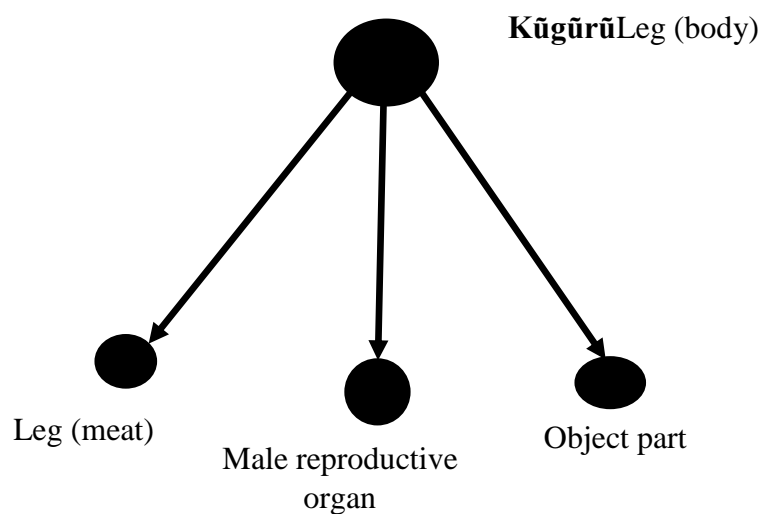 KũgũrũLeg (body)
Leg (meat)
Male reproductive
organ
Object part